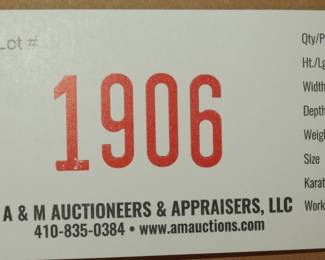 Lot #
1906
A & M AUCTIONEERS & APPRAISERS, LLC
410-835-0384 • www.amauctions.com
Qty/P
Ht./Lg
Width
Depth
Weig
Size
Karat
Work